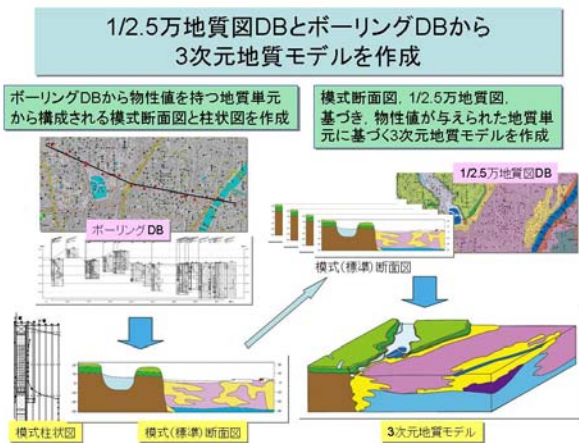 1/2.5万地質図DBとボーリングDBから
3次元地質モデルを作成
ボーリングDBから物性値を持つ地質単元
から構成される模式断面図と柱状図を作成
模式断面図，1/2.5万地質図，
基づき，物性値が与えられた地質単
元に基づく3次元地質モデルを作成
1/2.5万地質図DB
ボーリングDB
模式(標準)断面図
模式柱状図
模式(標準)断面図
3次元地質モデル